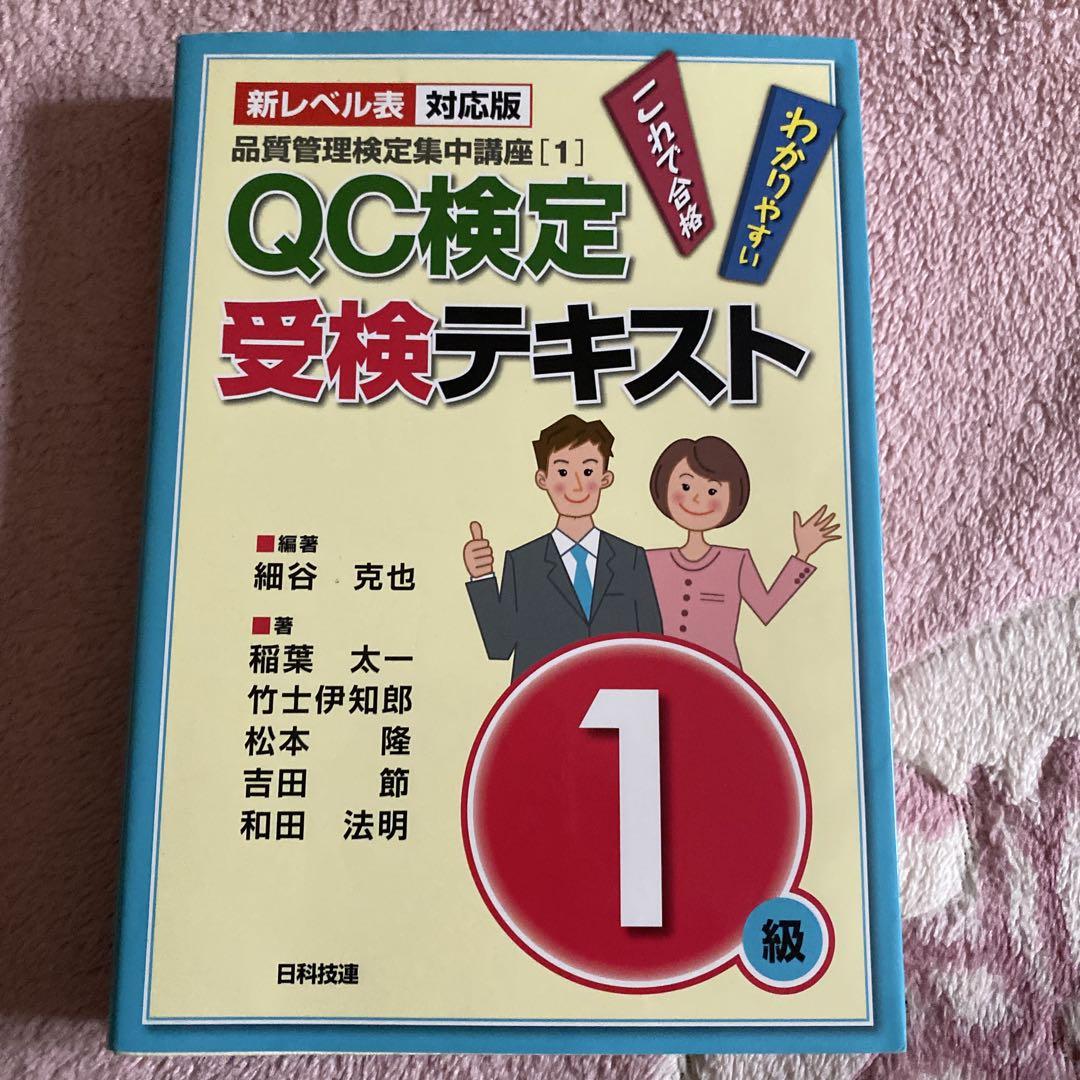 新レベル表 対応版
品質管理検定集中講座[1]
これで合格
わかりやすい
QC検定
受検テキスト
■編著
細谷 克也
■著
稲葉 太一
竹士伊知郎
松本 隆
吉田 節
和田 法明
1
級
日科技連